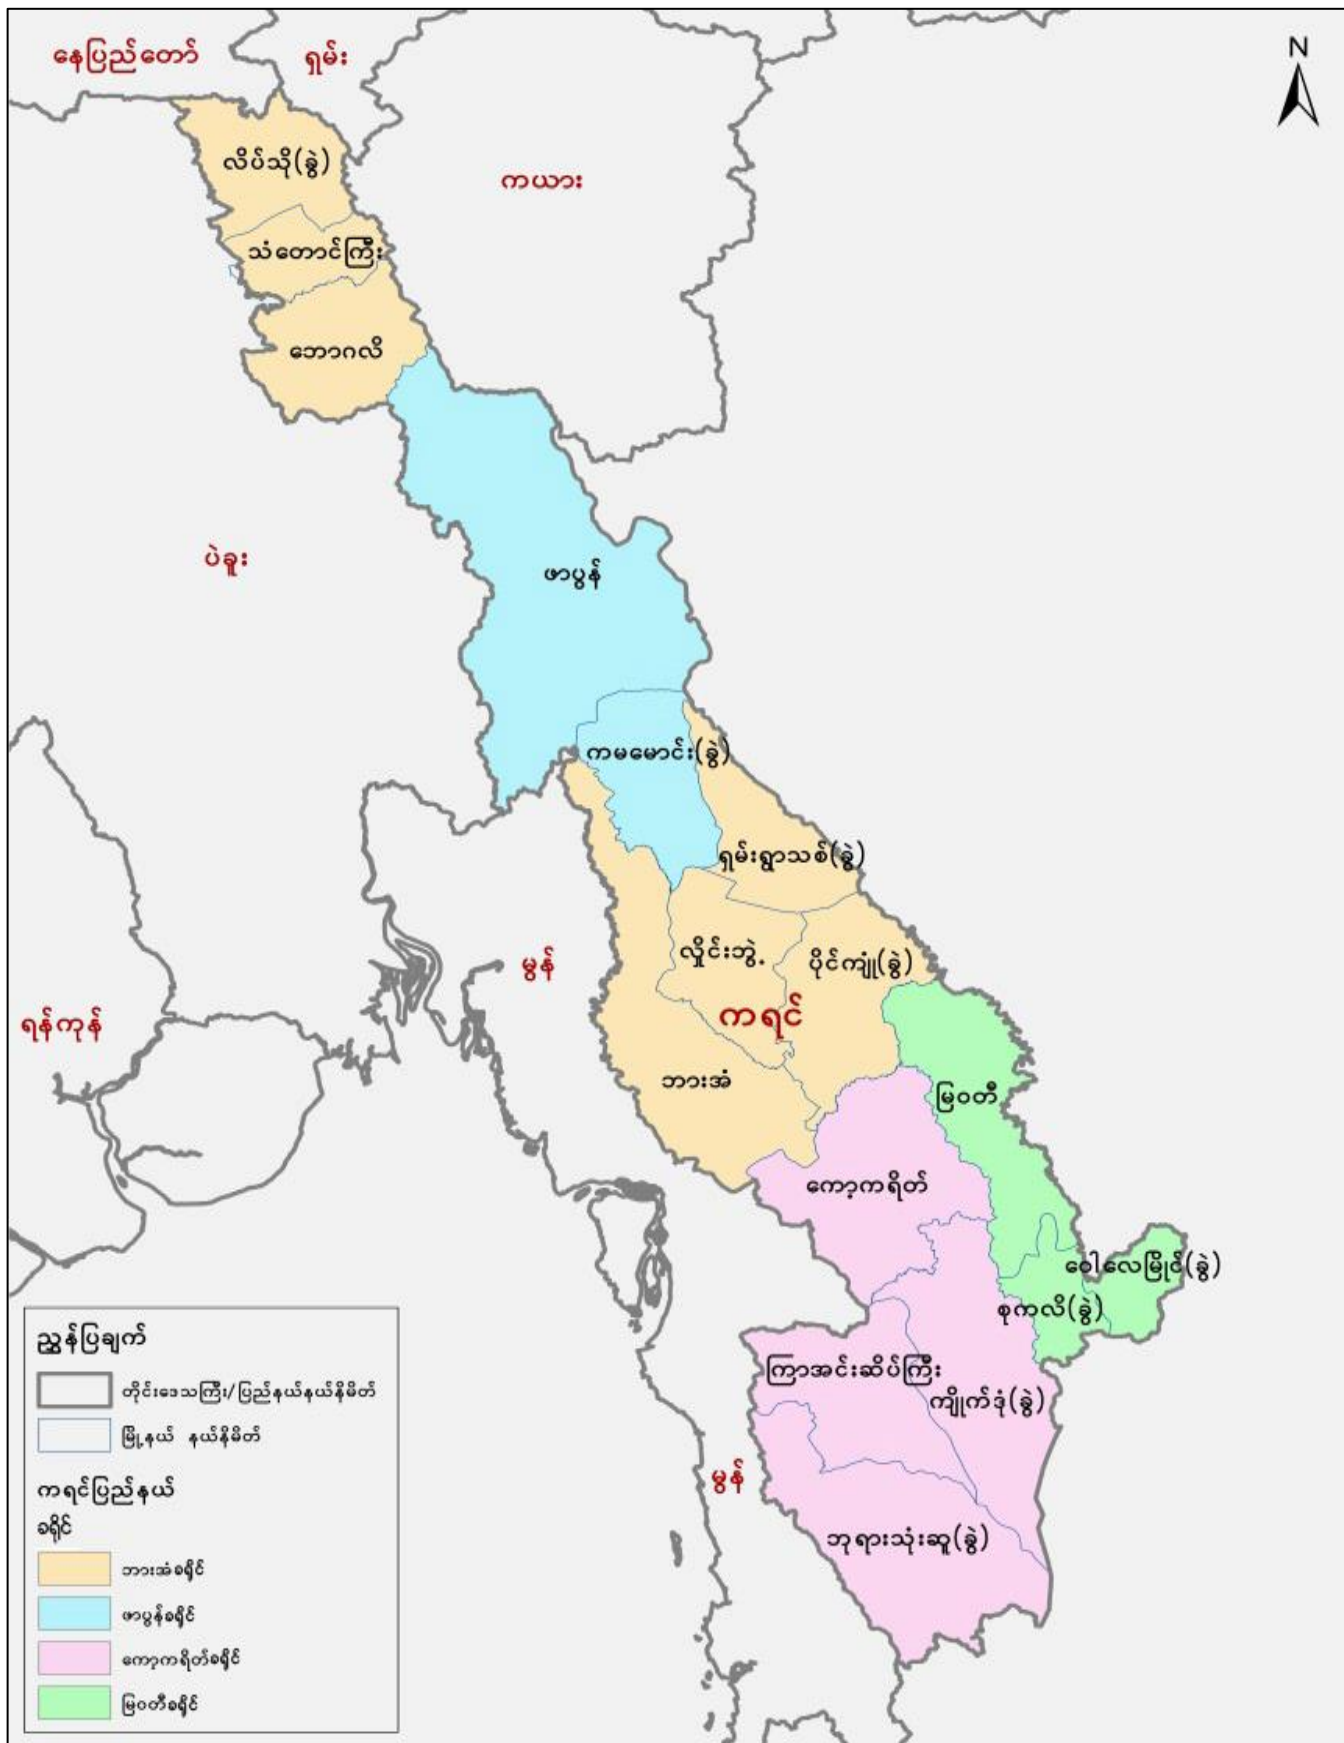 N
နေပြည်တော်
ရှမ်း
ကယား
လိပ်သို(ခွဲ)
သံတောင်ကြီး
ဘောဂလိ
ပဲခူး
ဖာပွန်
ကမမောင်း(ခွဲ)
ရှမ်းရွာသစ်(ခွဲ)
လှိုင်းဘွဲ့
ပိုင်ကျုံ(ခွဲ)
မွန်
ကရင်
ရန်ကုန်
ဘားအံ
မြဝတီ
ကော့ကရိတ်
ဝေါလေမြိုင်(ခွဲ)
စုကလိ(ခွဲ)
ကြာအင်းဆိပ်ကြီး
ကျိုက်ဒုံ(ခွဲ)
မွန်
ဘုရားသုံးဆူ(ခွဲ)
ညွှန်ပြချက်
တိုင်းဒေသကြီး/ပြည်နယ်နယ်နိမိတ်
မြို့နယ် နယ်နိမိတ်
ကရင်ပြည်နယ်
ခရိုင်
ဘားအံခရိုင်
ဖာပွန်ခရိုင်
ကော့ကရိတ်ခရိုင်
မြဝတီခရိုင်